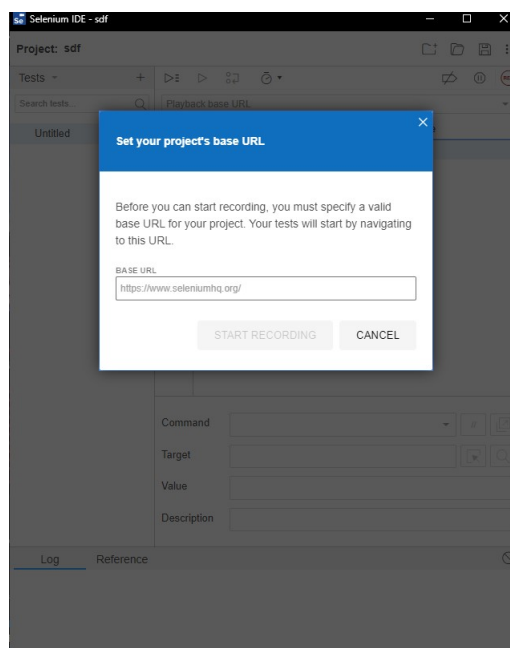 Selenium IDE - sdf
Project: sdf
Tests
Search tests...
Playback base URL
Untitled
Set your project's base URL
Before you can start recording, you must specify a valid
base URL for your project. Your tests will start by navigating
to this URL.
BASE URL
https://www.seleniumhq.org/
START RECORDING CANCEL
Command
Target
Value
Description
Log Reference